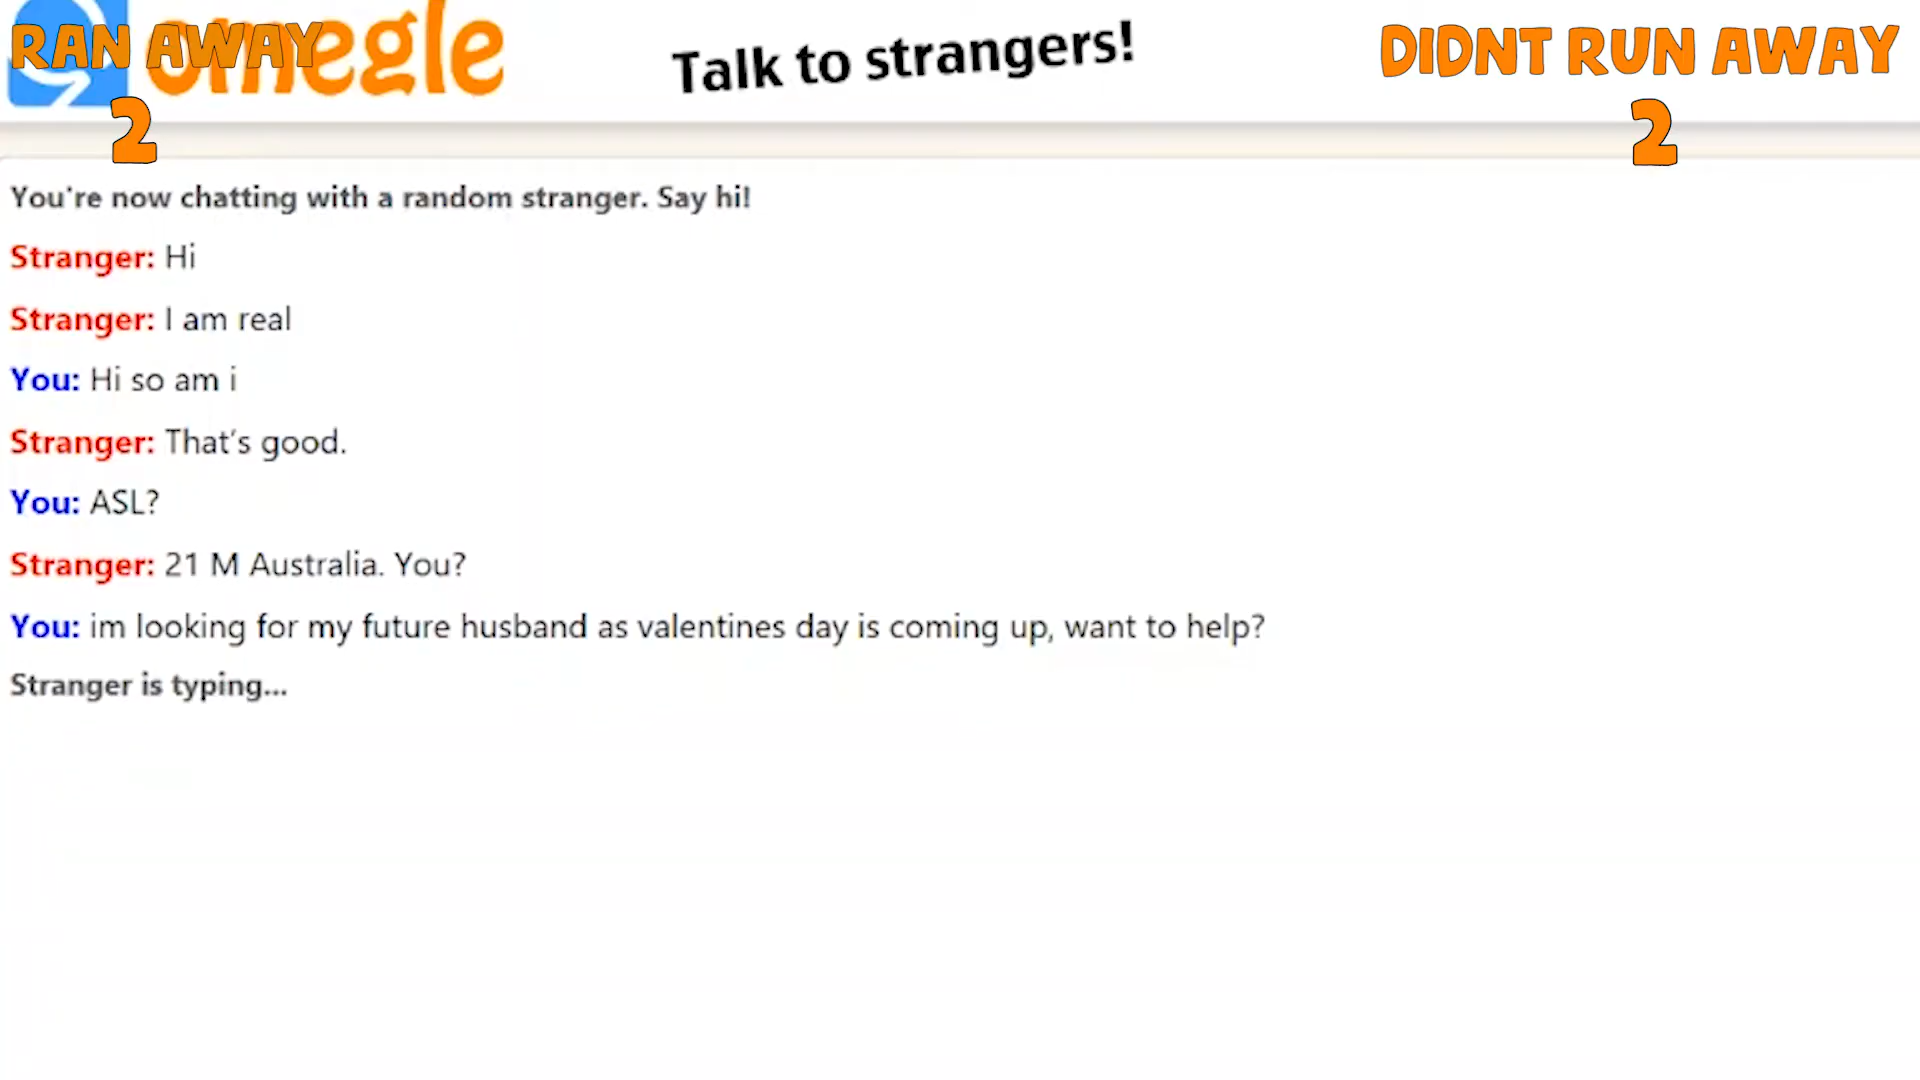 RAN AWAY
omegle
Talk to strangers!
DIDNT RUN AWAY
2
2
You're now chatting with a random stranger. Say hi!
Stranger: Hi
Stranger: I am real
You: Hi so am i
Stranger: That's good.
You: ASL?
Stranger: 21 M Australia. You?
You: im looking for my future husband as valentines day is coming up, want to help?
Stranger is typing...